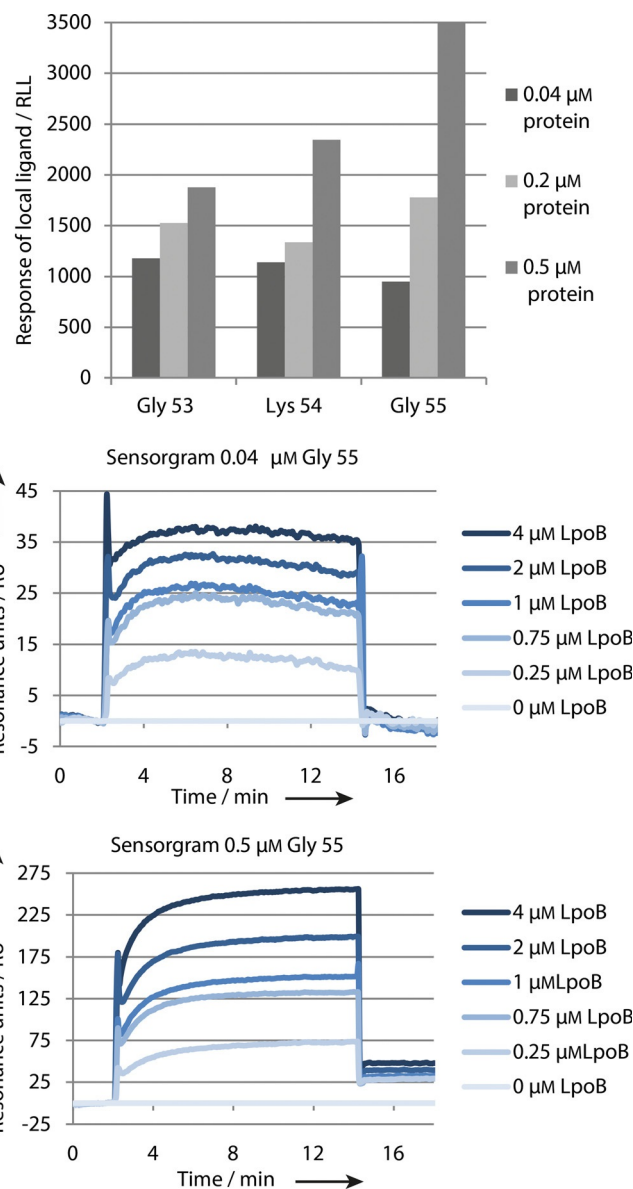 3500
3000
2500
2000
1500
1000
500
0
Response of local ligand / RLL
Gly 53
Lys 54
Gly 55
0.04 µM
protein
0.2 µM
protein
0.5 µM
protein
Sensorgram 0.04 µM Gly 55
45
35
25
15
5
-5
units /
0
4
8
12
16
Time / min
4 µM LpoB
2 µM LpoB
1 µM LpoB
0.75 µM LpoB
0.25 µM LpoB
0 µM LpoB
Sensorgram 0.5 µM Gly 55
275
225
175
125
75
25
-25
units /
0
4
8
12
16
Time / min
4 µM LpoB
2 µM LpoB
1 µMLpoB
0.75 µM LpoB
0.25 µMLpoB
0 µM LpoB